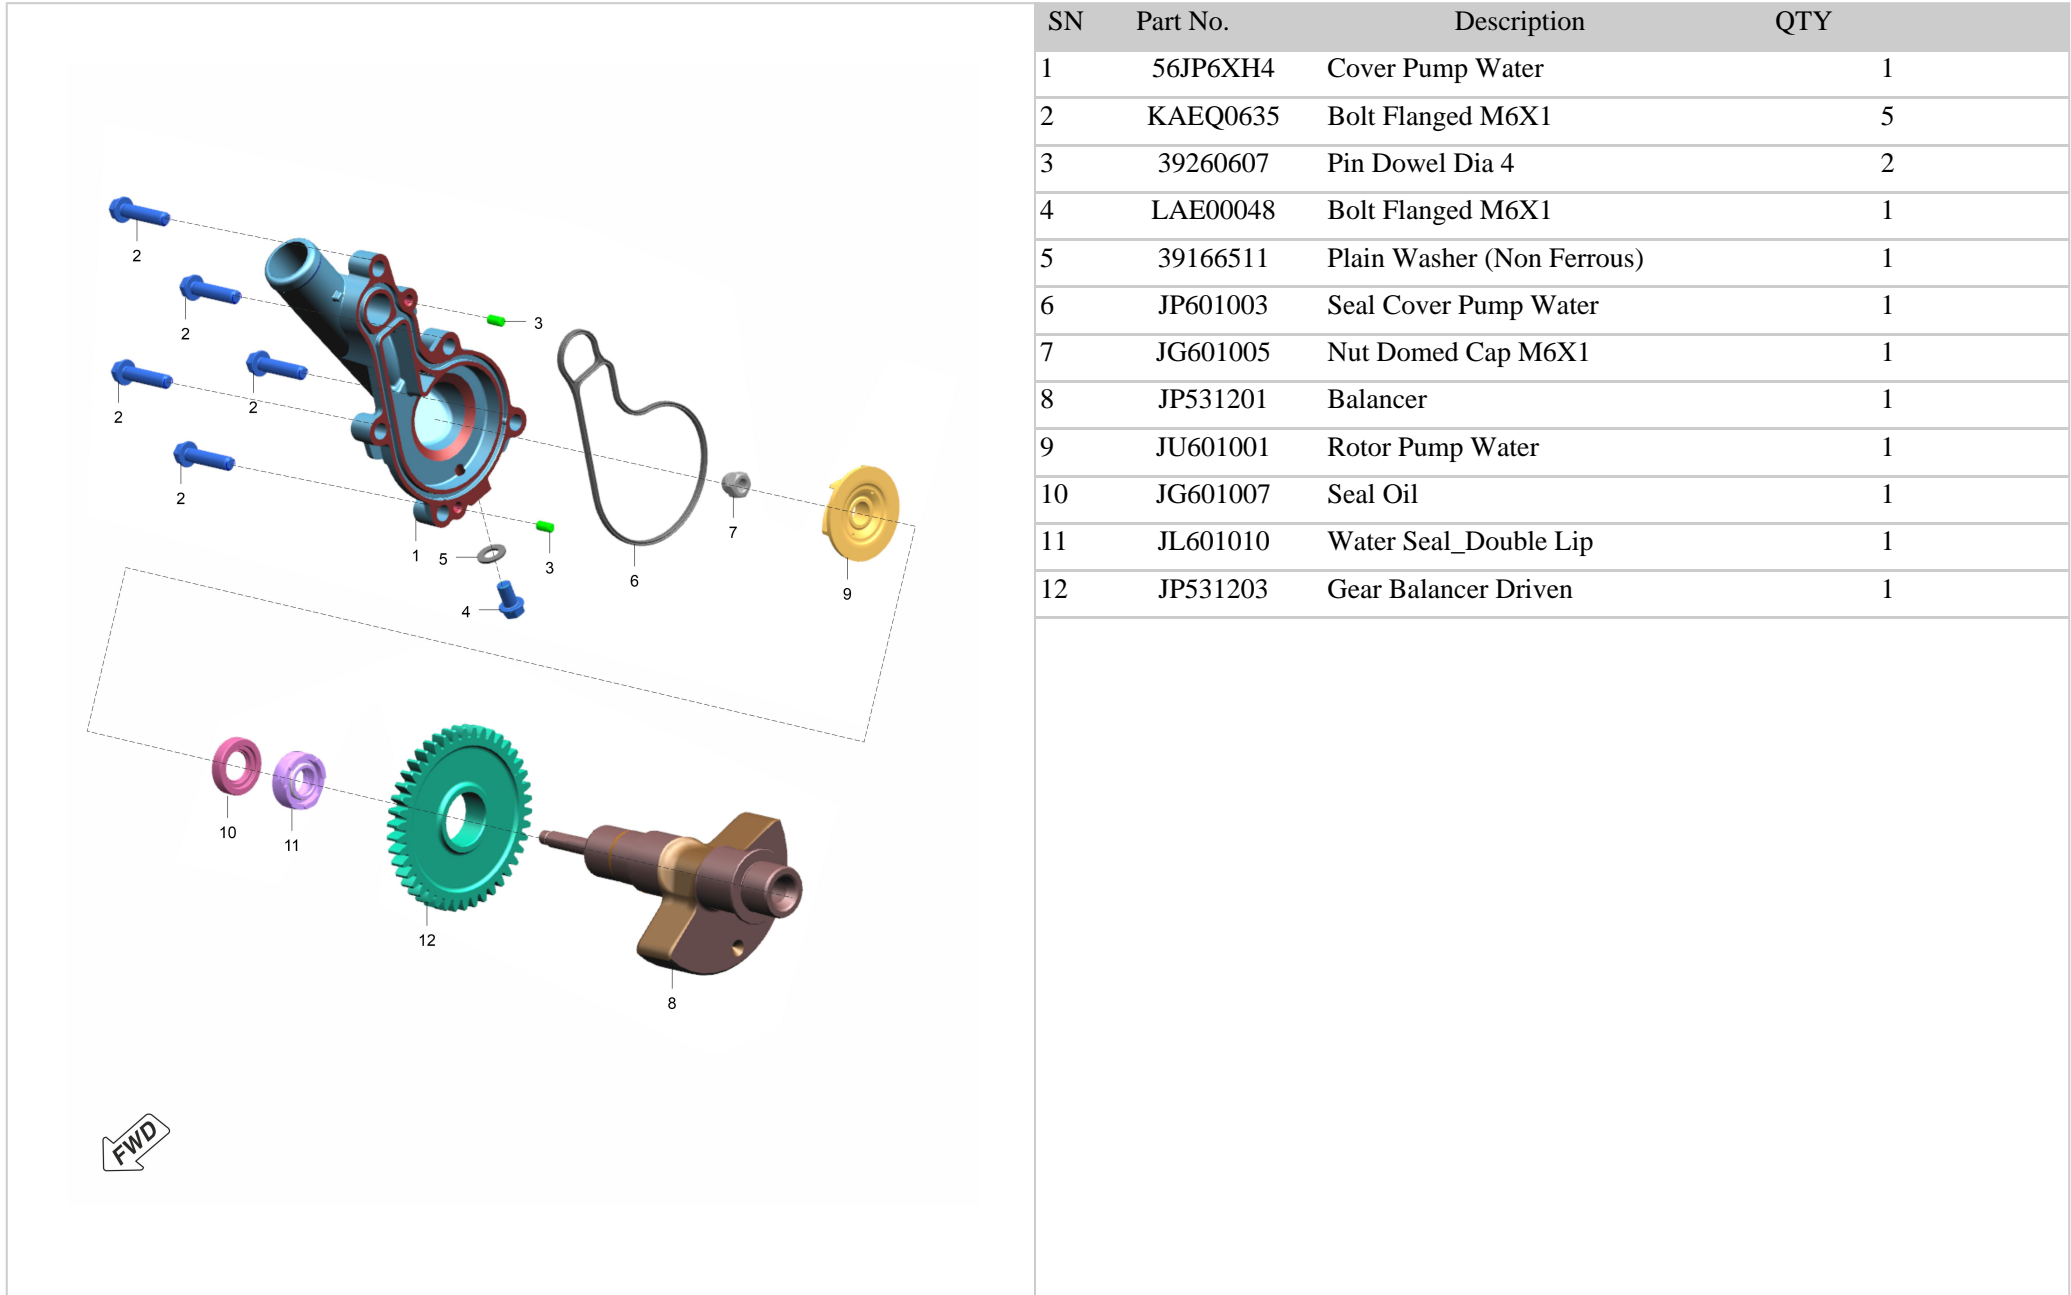 SN Part No. Description QTY
1 56JP6XH4 Cover Pump Water 1
2 KAEQ0635 Bolt Flanged M6X1 5
3 39260607 Pin Dowel Dia 4 2
4 LAE00048 Bolt Flanged M6X1 1
5 39166511 Plain Washer (Non Ferrous) 1
6 JP601003 Seal Cover Pump Water 1
7 JG601005 Nut Domed Cap M6X1 1
8 JP531201 Balancer 1
9 JU601001 Rotor Pump Water 1
10 JG601007 Seal Oil 1
11 JL601010 Water Seal_Double Lip 1
12 JP531203 Gear Balancer Driven 1
2
2
3
2
2
2
1
5
3
4
6
7
9
10
11
12
8
FWD